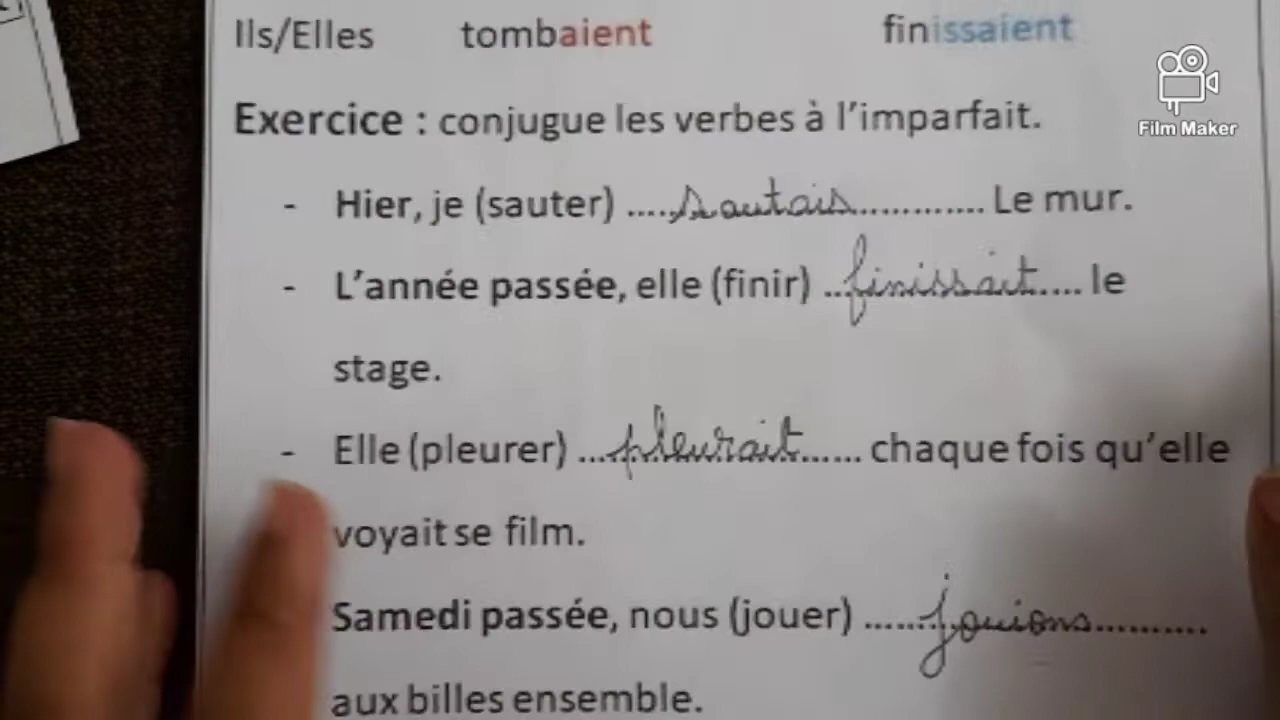 Ils/Elles tombaient finissaient
Film Maker
Exercice : conjugue les verbes à l'imparfait.
- Hier, je (sauter) .....sautais............. Le mur.
- L'année passée, elle (finir) ..finissait.... le
stage.
- Elle (pleurer) ...pleurait...... chaque fois qu'elle
voyait se film.
Samedi passée, nous (jouer) ......jouions..........
aux billes ensemble.